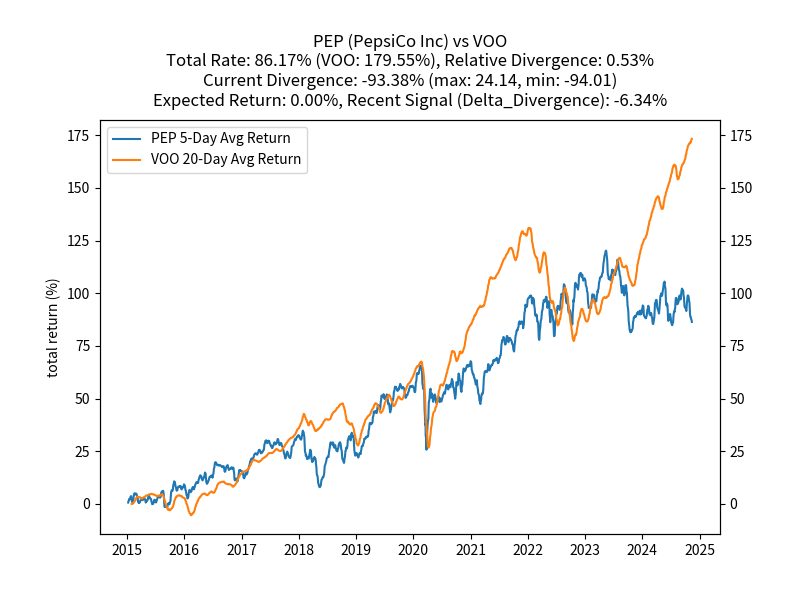 PEP (PepsiCo Inc) vs VOO
Total Rate: 86.17% (VOO: 179.55%), Relative Divergence: 0.53%
Current Divergence: -93.38% (max: 24.14, min: -94.01)
Expected Return: 0.00%, Recent Signal (Delta_Divergence): -6.34%
PEP 5-Day Avg Return
VOO 20-Day Avg Return
total return (%)
175
150
125
100
75
50
25
0
175
150
125
100
75
50
25
0
2015 2016 2017 2018 2019 2020 2021 2022 2023 2024 2025